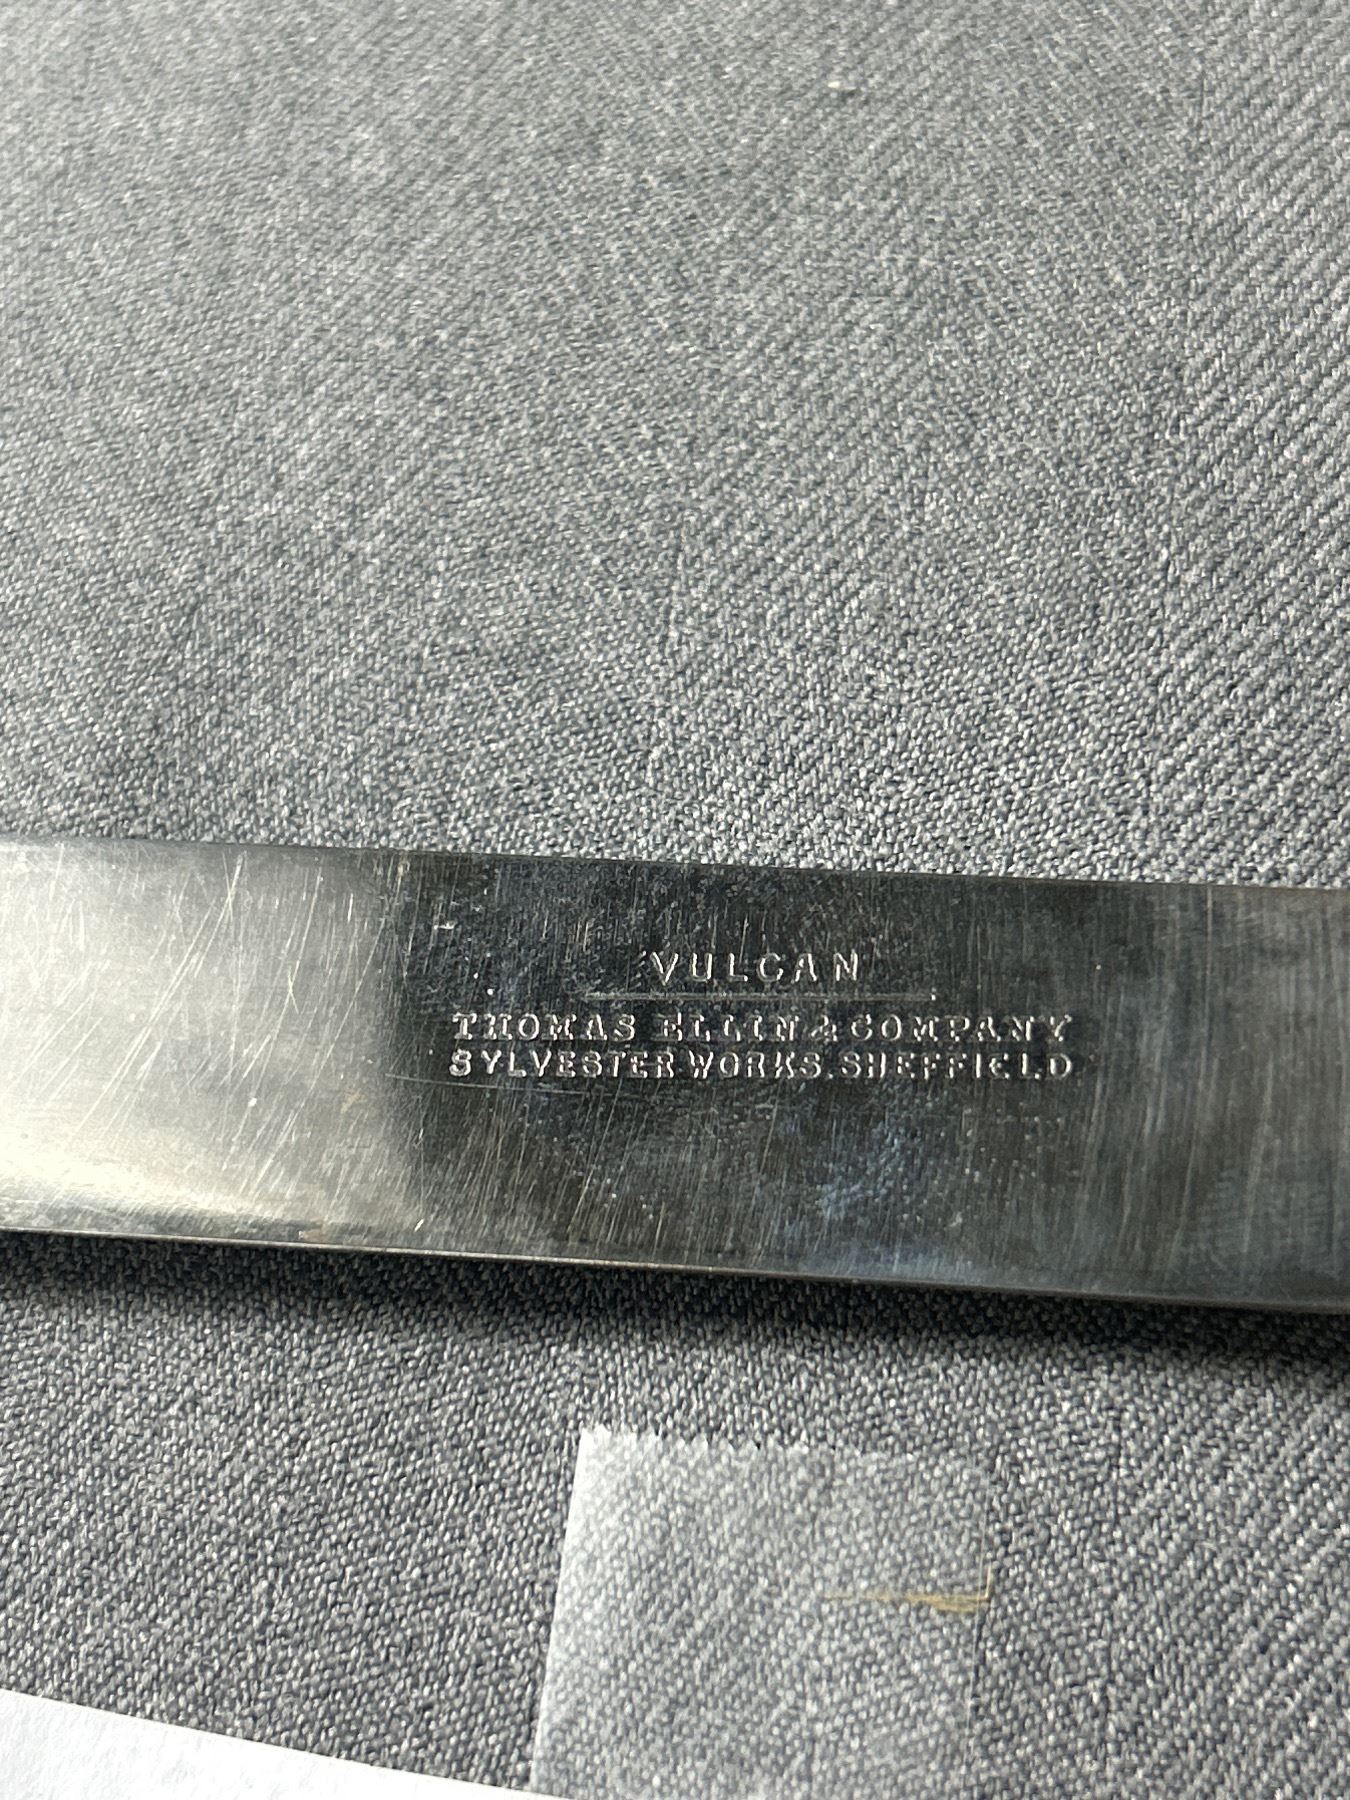 VULCAN
THOMAS ELLIN & COMPANY
SYLVESTER WORKS. SHEFFIELD